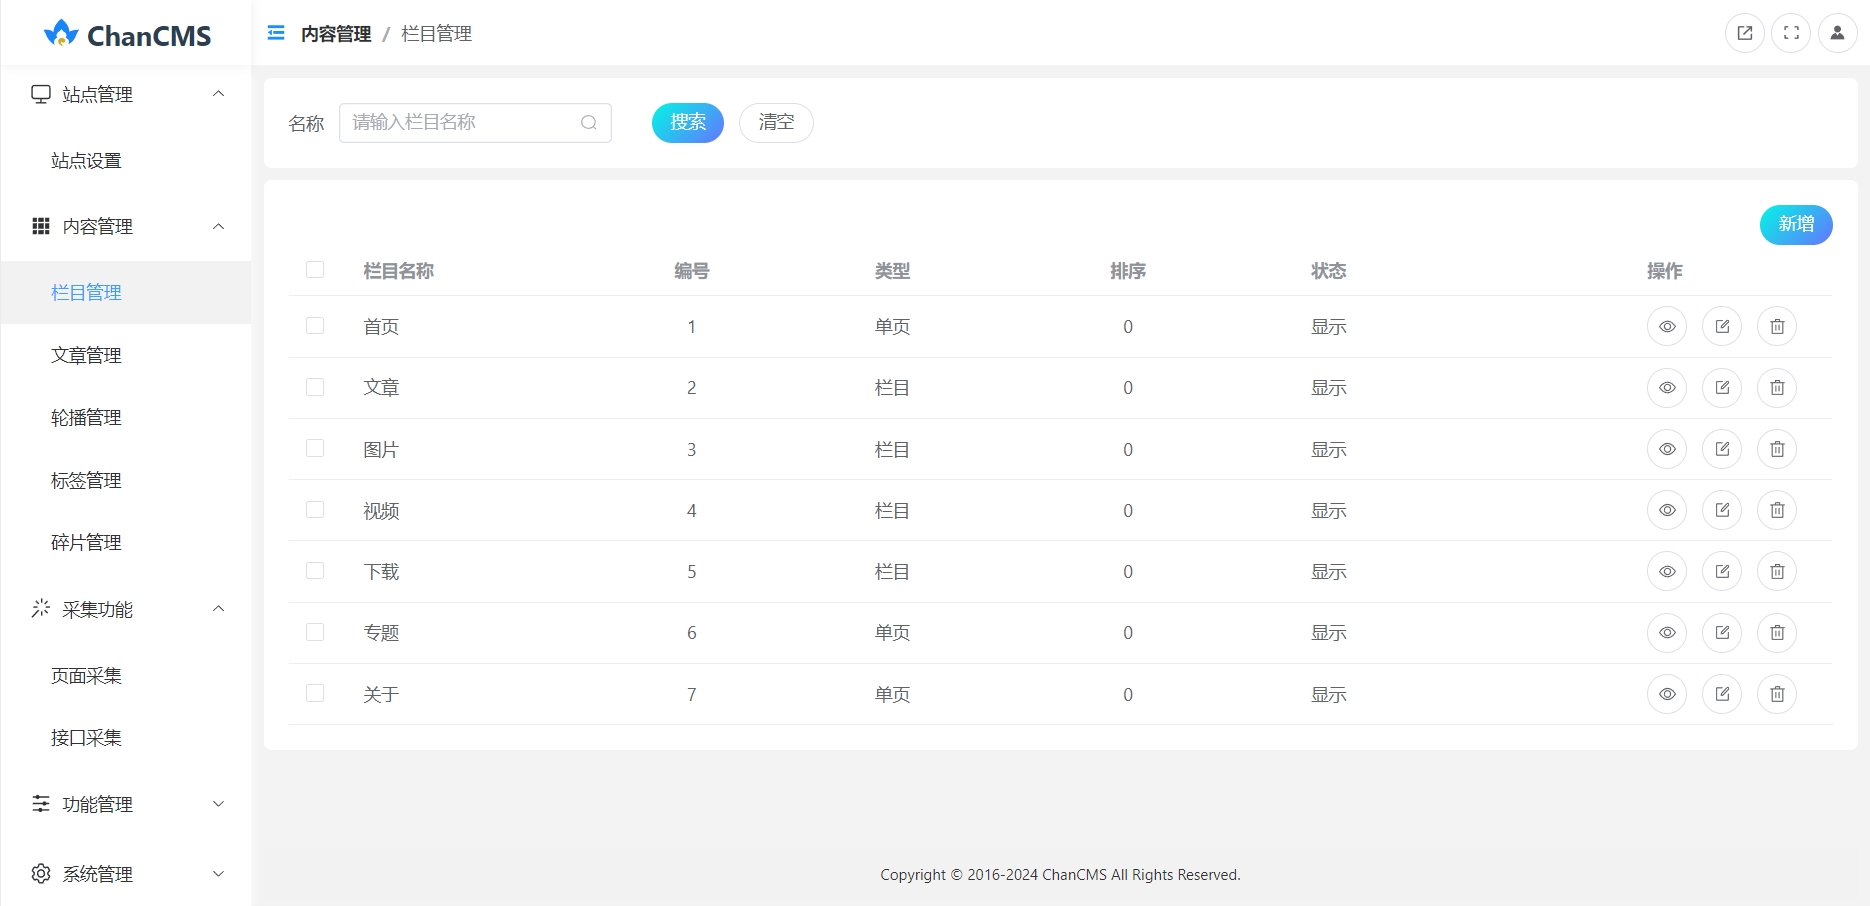 ChanCMS
内容管理 / 栏目管理
站点管理
站点设置
内容管理
栏目管理
文章管理
轮播管理
标签管理
碎片管理
采集功能
页面采集
接口采集
功能管理
系统管理
名称 请输入栏目名称 搜索 清空
新增
栏目名称 编号 类型 排序 状态 操作
首页 1 单页 0 显示
文章 2 栏目 0 显示
图片 3 栏目 0 显示
视频 4 栏目 0 显示
下载 5 栏目 0 显示
专题 6 单页 0 显示
关于 7 单页 0 显示
Copyright © 2016-2024 ChanCMS All Rights Reserved.